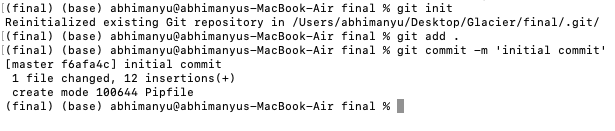 [(final) (base) abhimanyu@abhimanyus-MacBook-Air final % git init
Reinitialized existing Git repository in /Users/abhimanyu/Desktop/Glacier/final/.git/
[(final) (base) abhimanyu@abhimanyus-MacBook-Air final % git add .
[(final) (base) abhimanyu@abhimanyus-MacBook-Air final % git commit -m 'initial commit'
[master f6afa4c] initial commit
 1 file changed, 12 insertions(+)
 create mode 100644 Pipfile
(final) (base) abhimanyu@abhimanyus-MacBook-Air final %